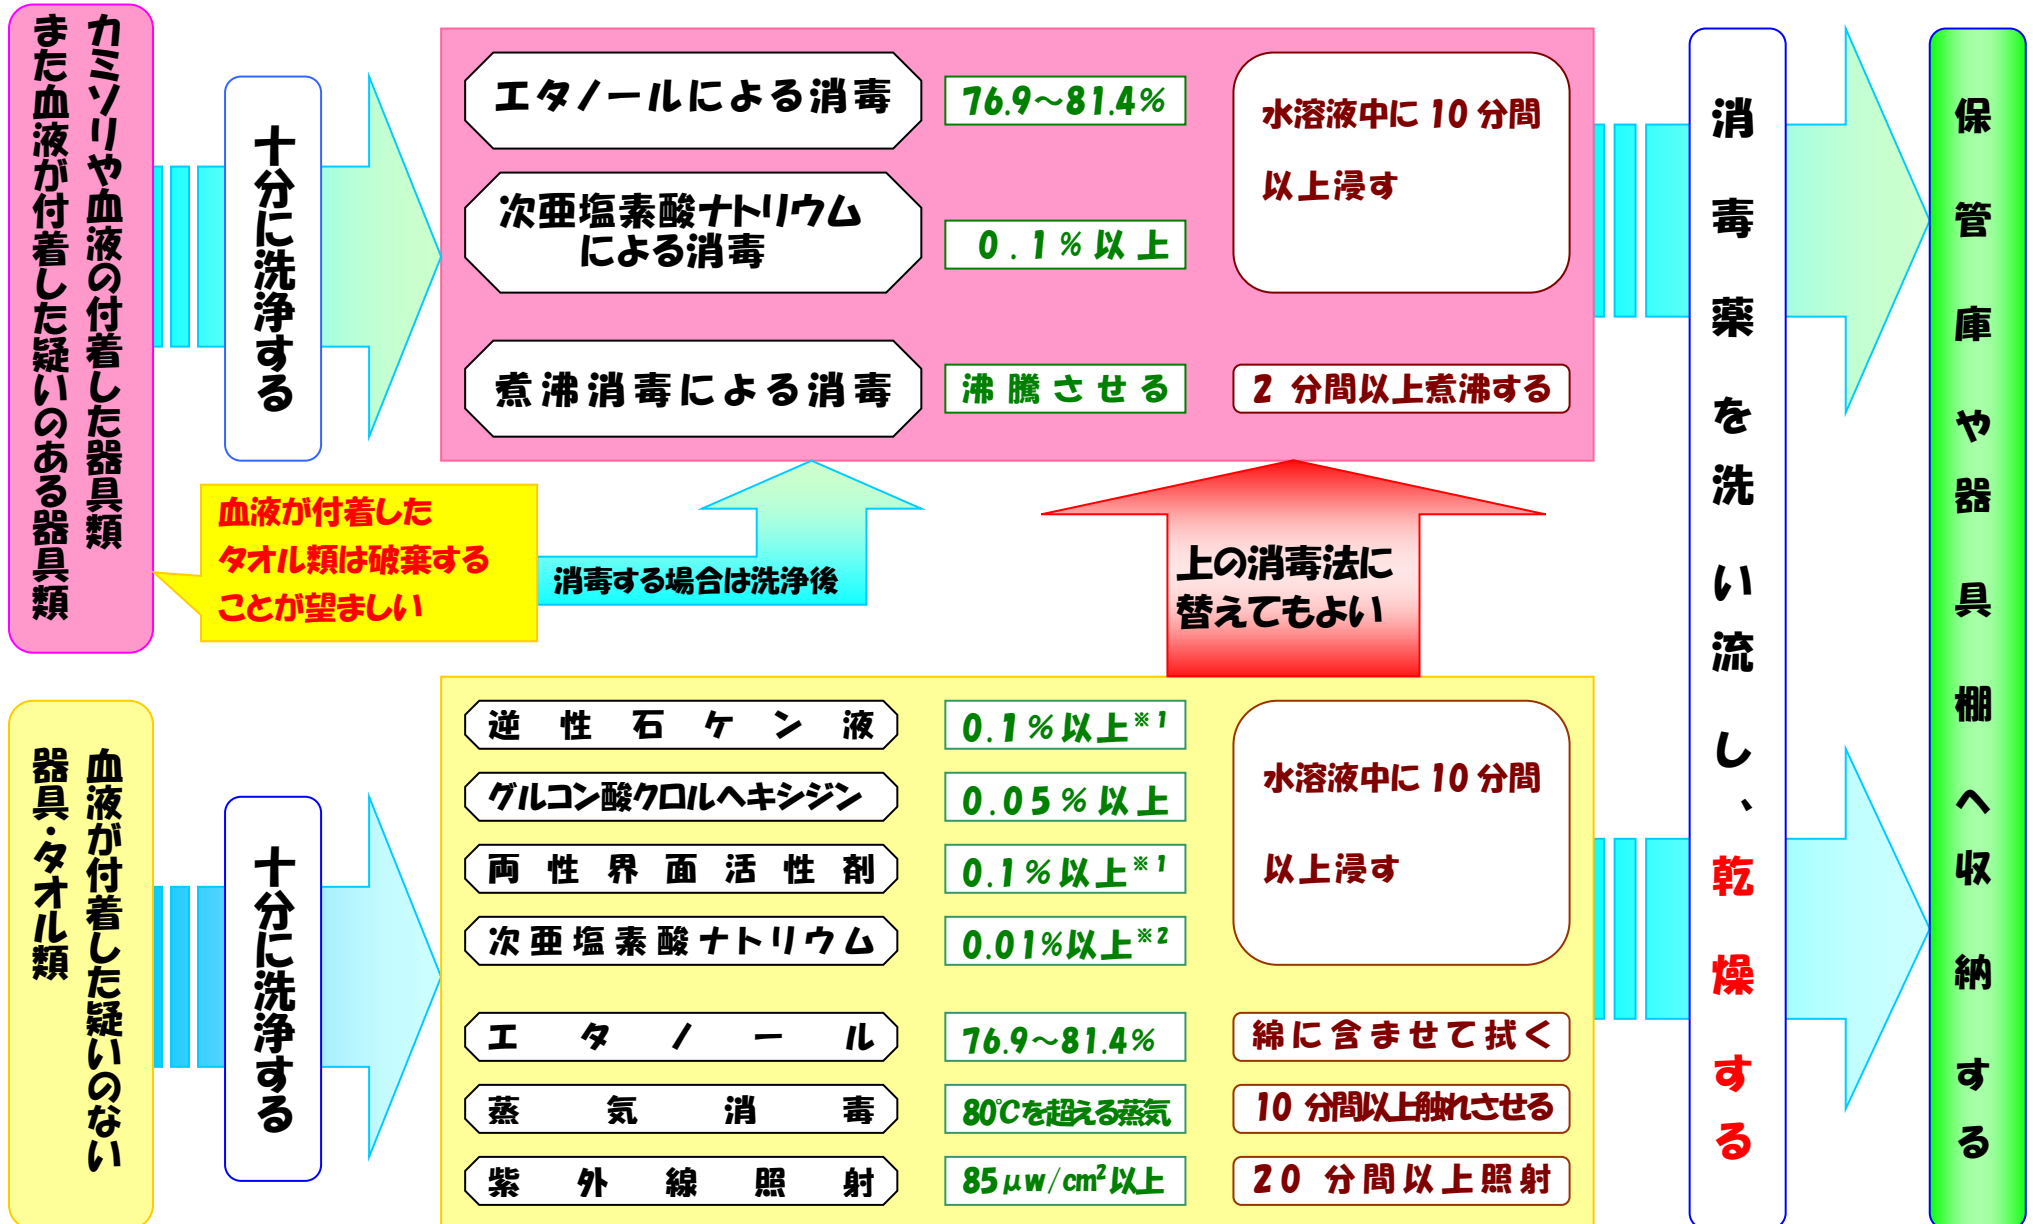 カミソリや血液の付着した器具類
また血液が付着した疑いのある器具類
十分に洗浄する
エタノールによる消毒
76.9～81.4%
水溶液中に 10 分間
以上浸す
次亜塩素酸ナトリウム
による消毒
0.1%以上
煮沸消毒による消毒
沸騰させる
2 分間以上煮沸する
血液が付着した
タオル類は破棄する
ことが望ましい
消毒する場合は洗浄後
上の消毒法に
替えてもよい
血液が付着した疑いのない
器具・タオル類
十分に洗浄する
逆性石ケン液
0.1%以上※1
グルコン酸クロルヘキシジン
0.05%以上
両性界面活性剤
0.1%以上※1
次亜塩素酸ナトリウム
0.01%以上※2
水溶液中に 10 分間
以上浸す
エタノール
76.9～81.4%
綿に含ませて拭く
蒸気消毒
80℃を超える蒸気
10 分間以上触れさせる
紫外線照射
85μw/cm²以上
20 分間以上照射
消毒薬を洗い流し、乾燥する
保管庫や器具棚へ収納する